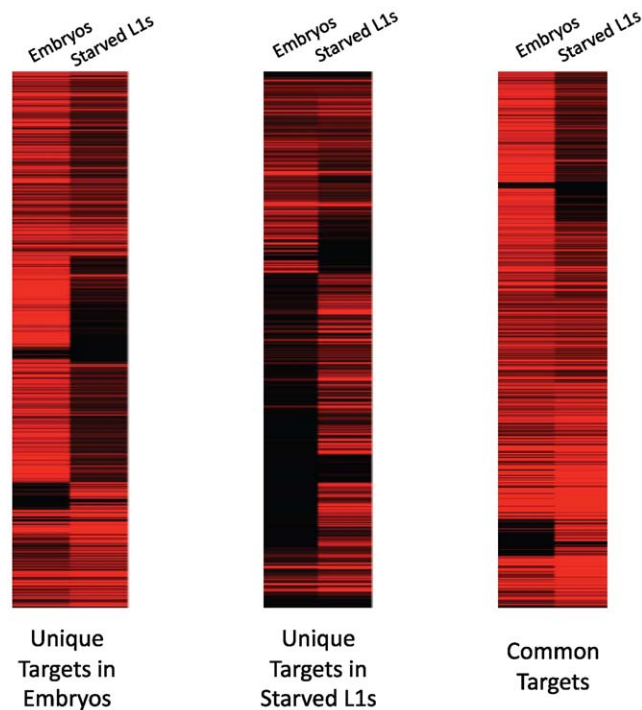 Embryos
Starved L1s
Embryos
Starved L1s
Embryos
Starved L1s
Unique
Targets in
Embryos
Unique
Targets in
Starved L1s
Common
Targets